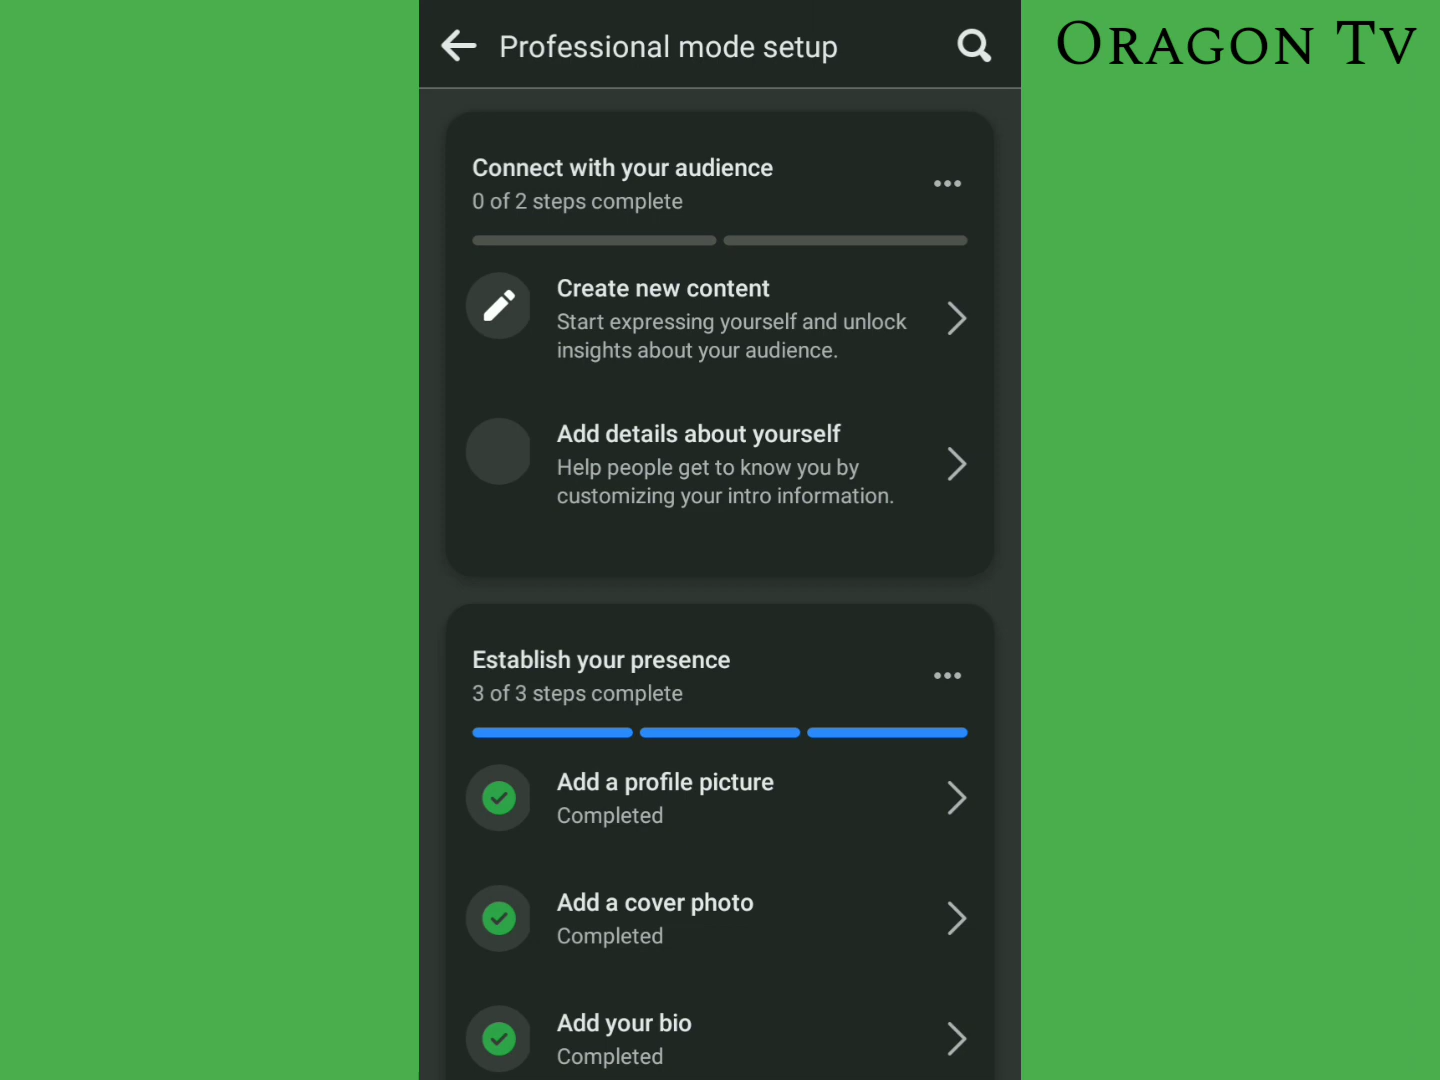 Professional mode setup
ORAGON TV
Connect with your audience
0 of 2 steps complete
Create new content
Start expressing yourself and unlock
insights about your audience.
Add details about yourself
Help people get to know you by
customizing your intro information.
Establish your presence
3 of 3 steps complete
Add a profile picture
Completed
Add a cover photo
Completed
Add your bio
Completed